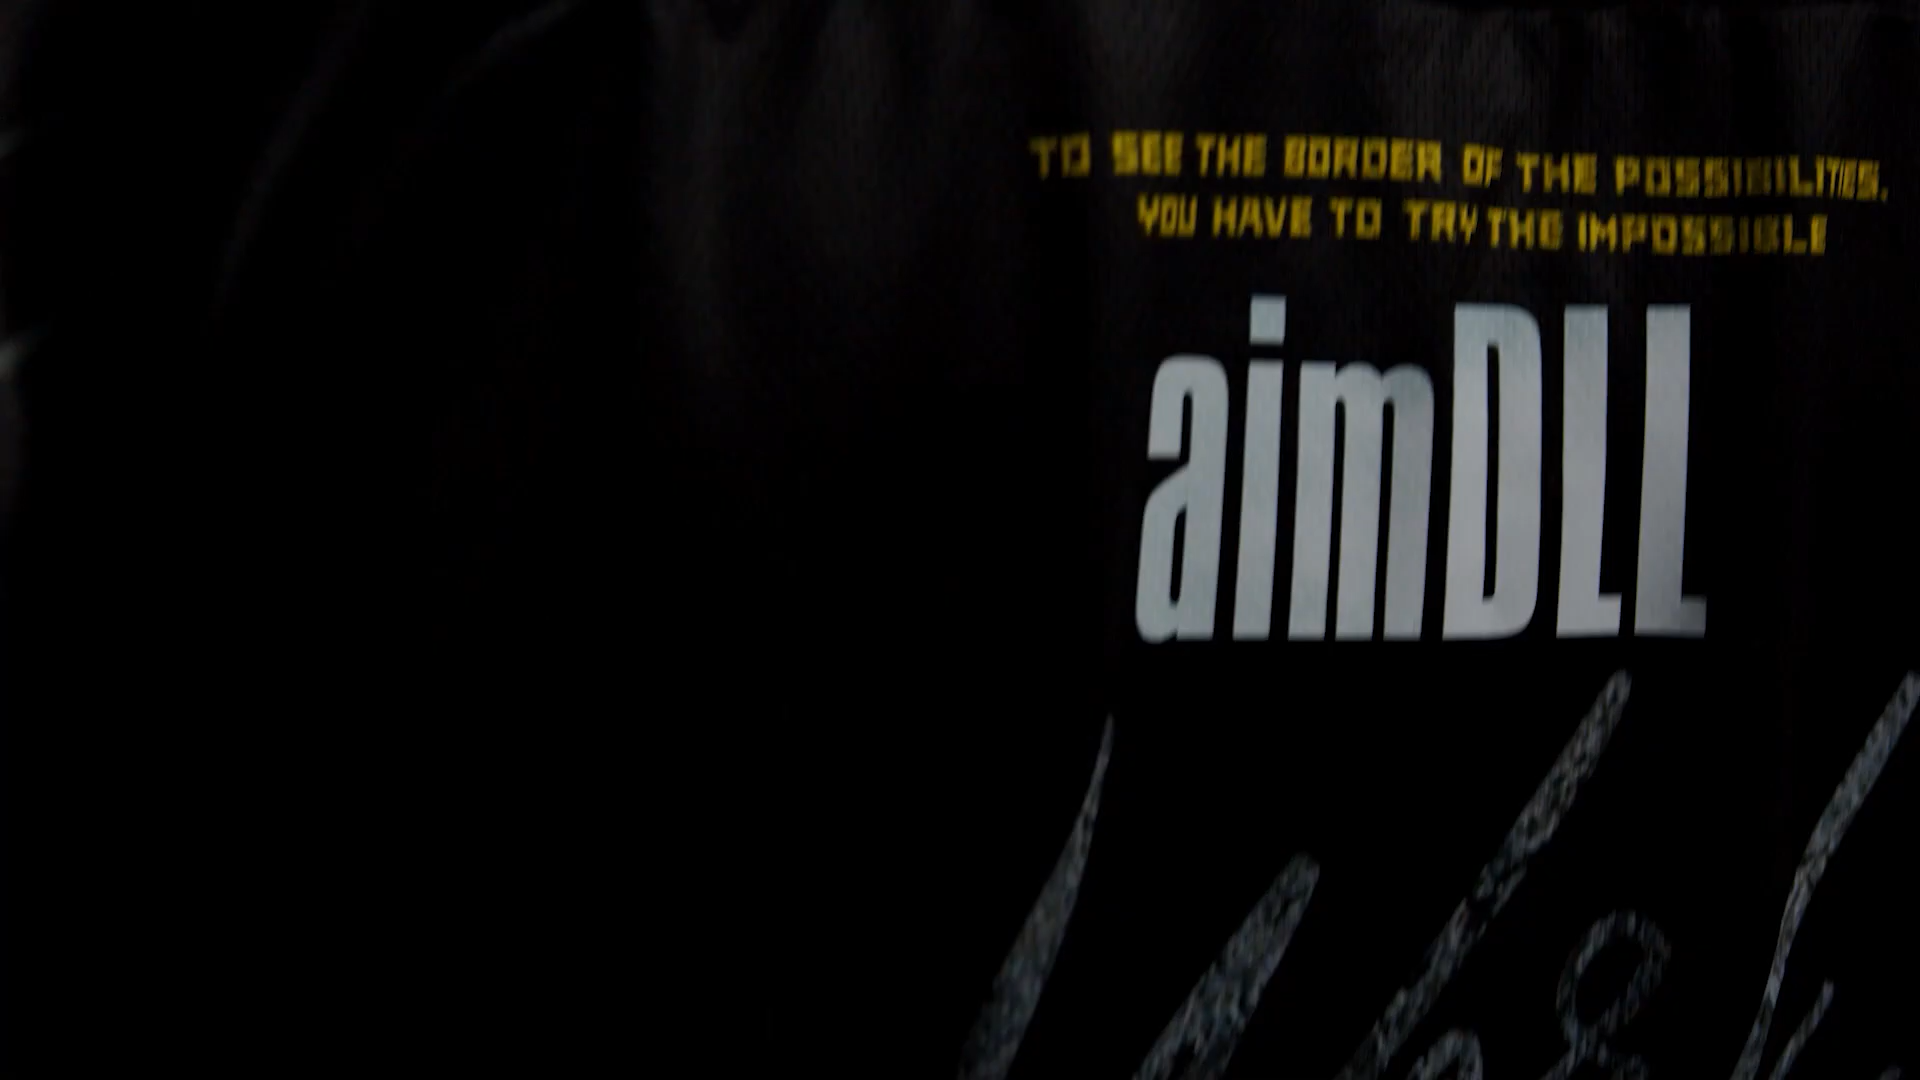 TO SEE THE BORDER OF THE POSSIBILITIES,
YOU HAVE TO TRY THE IMPOSSIBLE
aimDLL